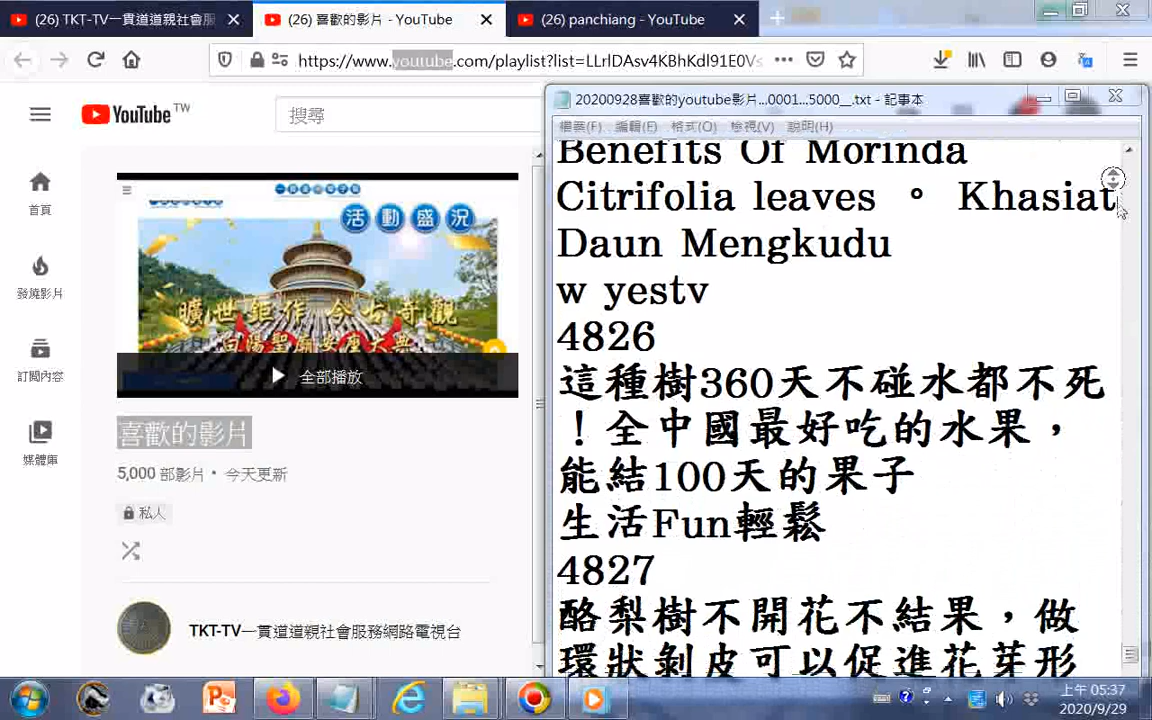 (26) TKT-TV一貫道道親社會服
(26) 喜歡的影片 - YouTube
(26) panchiang - YouTube
https://www.youtube.com/playlist?list=LLrlDAsv4KBhKdl91E0Vs
YouTube TW
搜尋
首頁
發燒影片
訂閱內容
媒體庫
活動盛況
曠世鉅作 今古奇觀
全部播放
喜歡的影片
5,000 部影片・今天更新
私人
TKT-TV一貫道道親社會服務網路電視台
20200928喜歡的youtube影片...0001...5000__.txt - 記事本
檔案(F) 編輯(E) 格式(O) 檢視(V) 說明(H)
Benefits Of Morinda
Citrifolia leaves 。 Khasiat
Daun Mengkudu
w yestv
4826
這種樹360天不碰水都不死
！全中國最好吃的水果，
能結100天的果子
生活Fun輕鬆
4827
酪梨樹不開花不結果，做
環狀剝皮可以促進花芽形
上午 05:37
2020/9/29